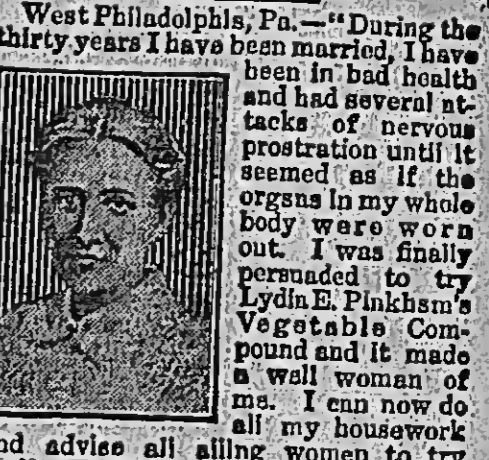 West Philadelphia, Pa.—"During the
thirty years I have been married, I have
been in bad health
and had several at-
tacks of nervous
prostration until it
seemed as if the
organs in my whole
body were worn
out. I was finally
persuaded to try
Lydia E. Pinkham's
Vegetable Com-
pound and it made
a well woman of
me. I can now do
all my housework
advise all ailing women to try